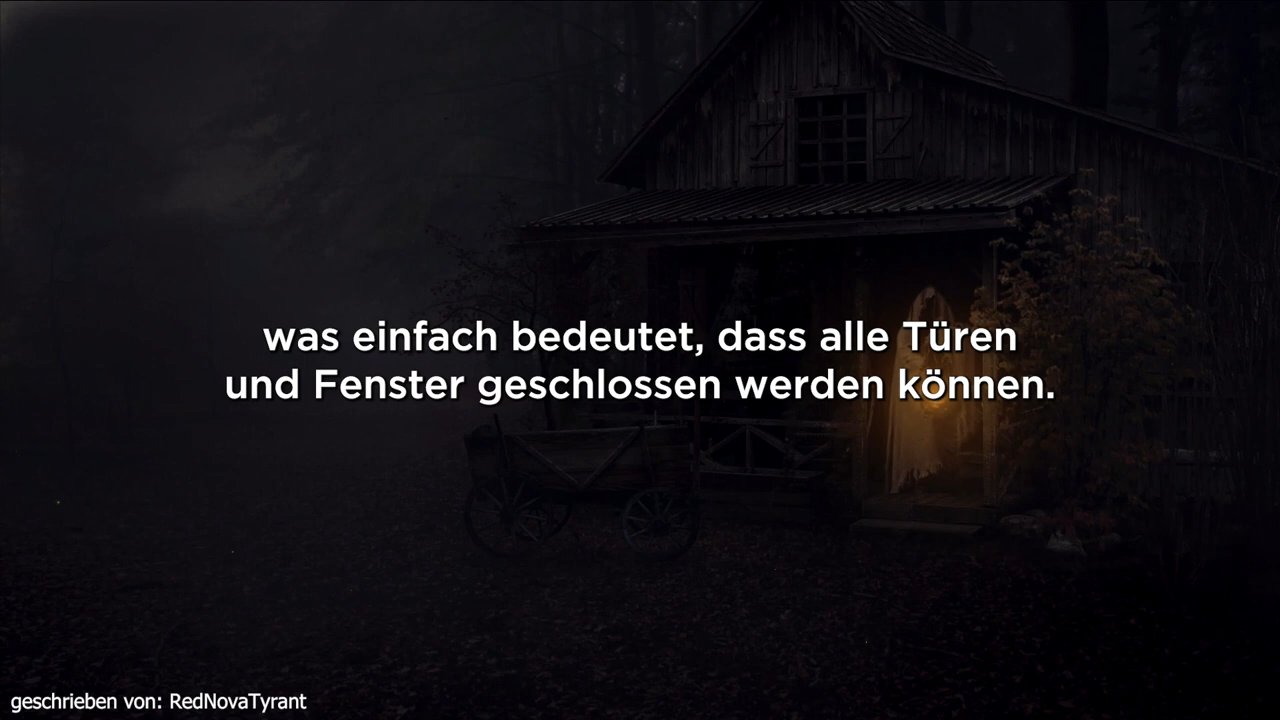 was einfach bedeutet, dass alle Türen
und Fenster geschlossen werden können.
geschrieben von: RedNovaTyrant